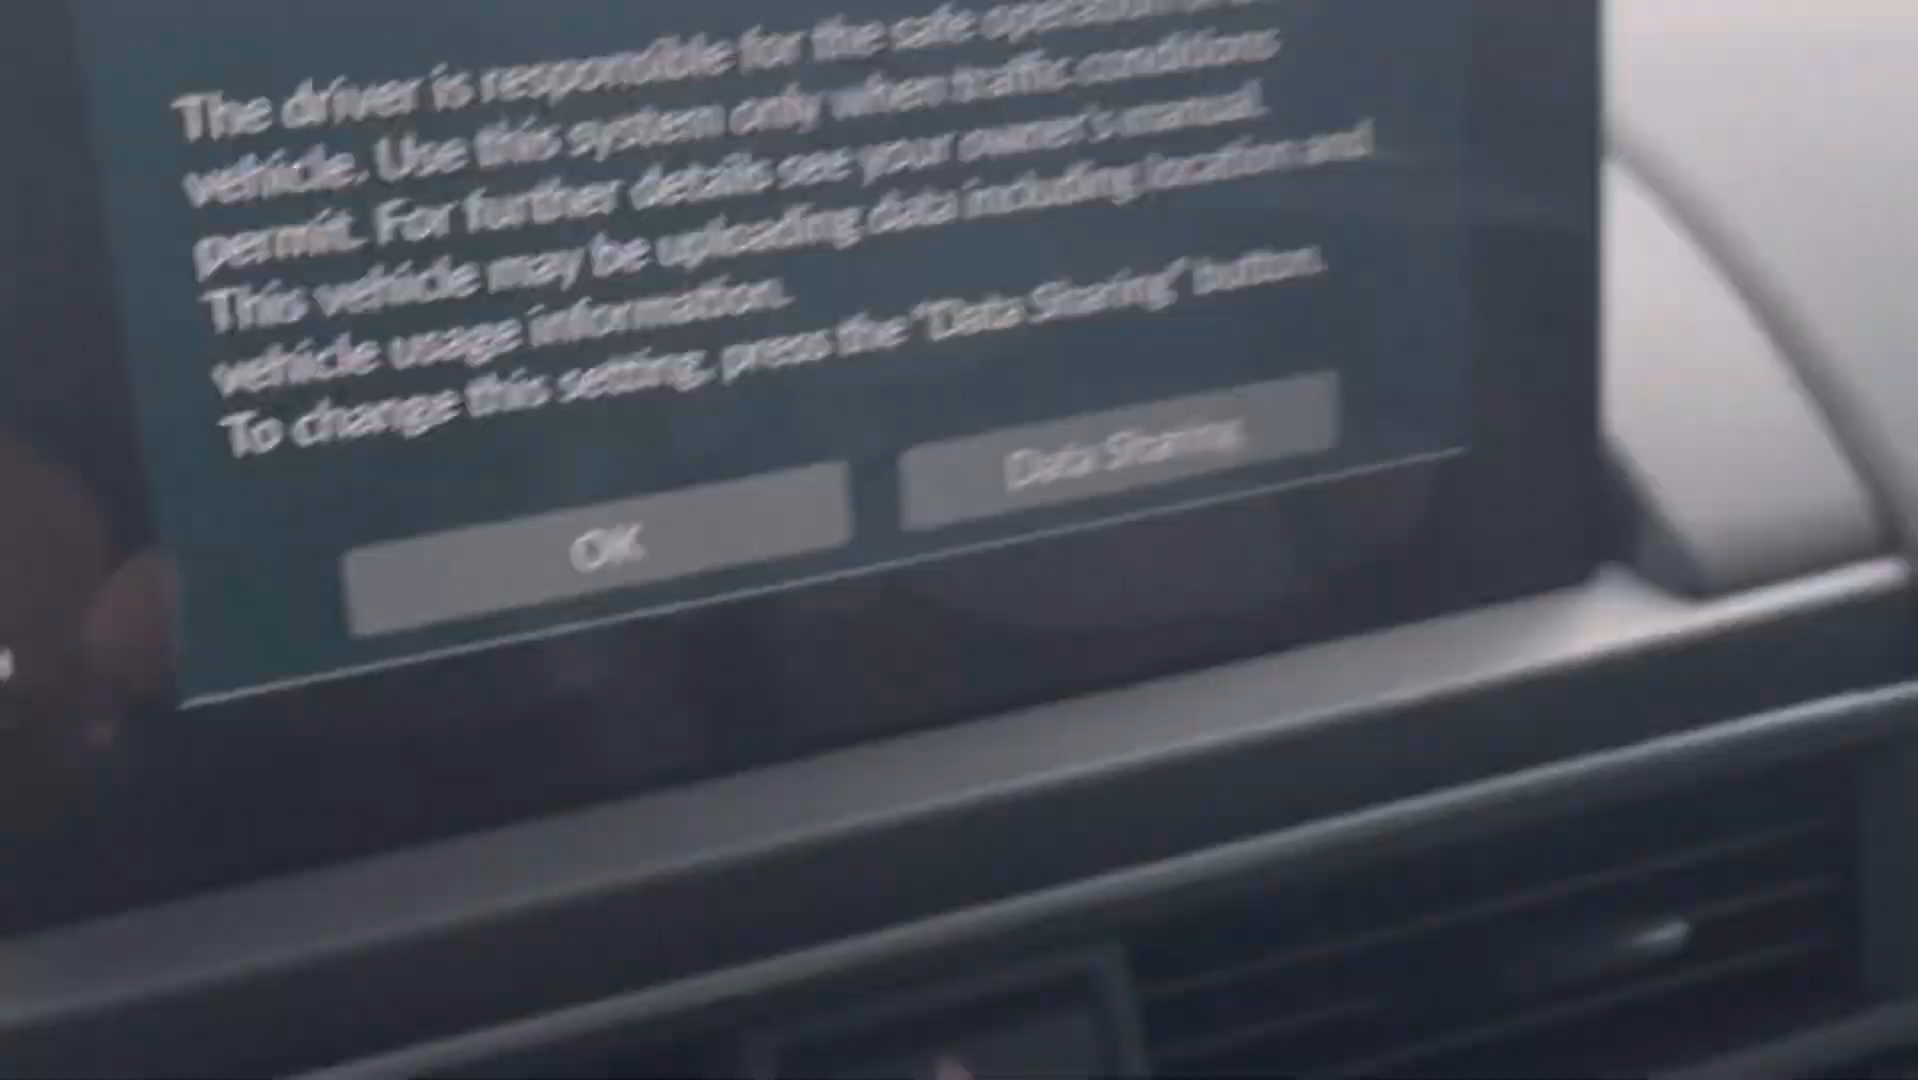 The driver is responsible for the safe operation
vehicle. Use this system only when traffic conditions
permit. For further details see your owner's manual.
This vehicle may be uploading data including location and
vehicle usage information.
To change this setting, press the "Data Sharing" button.
OK
Data Sharing